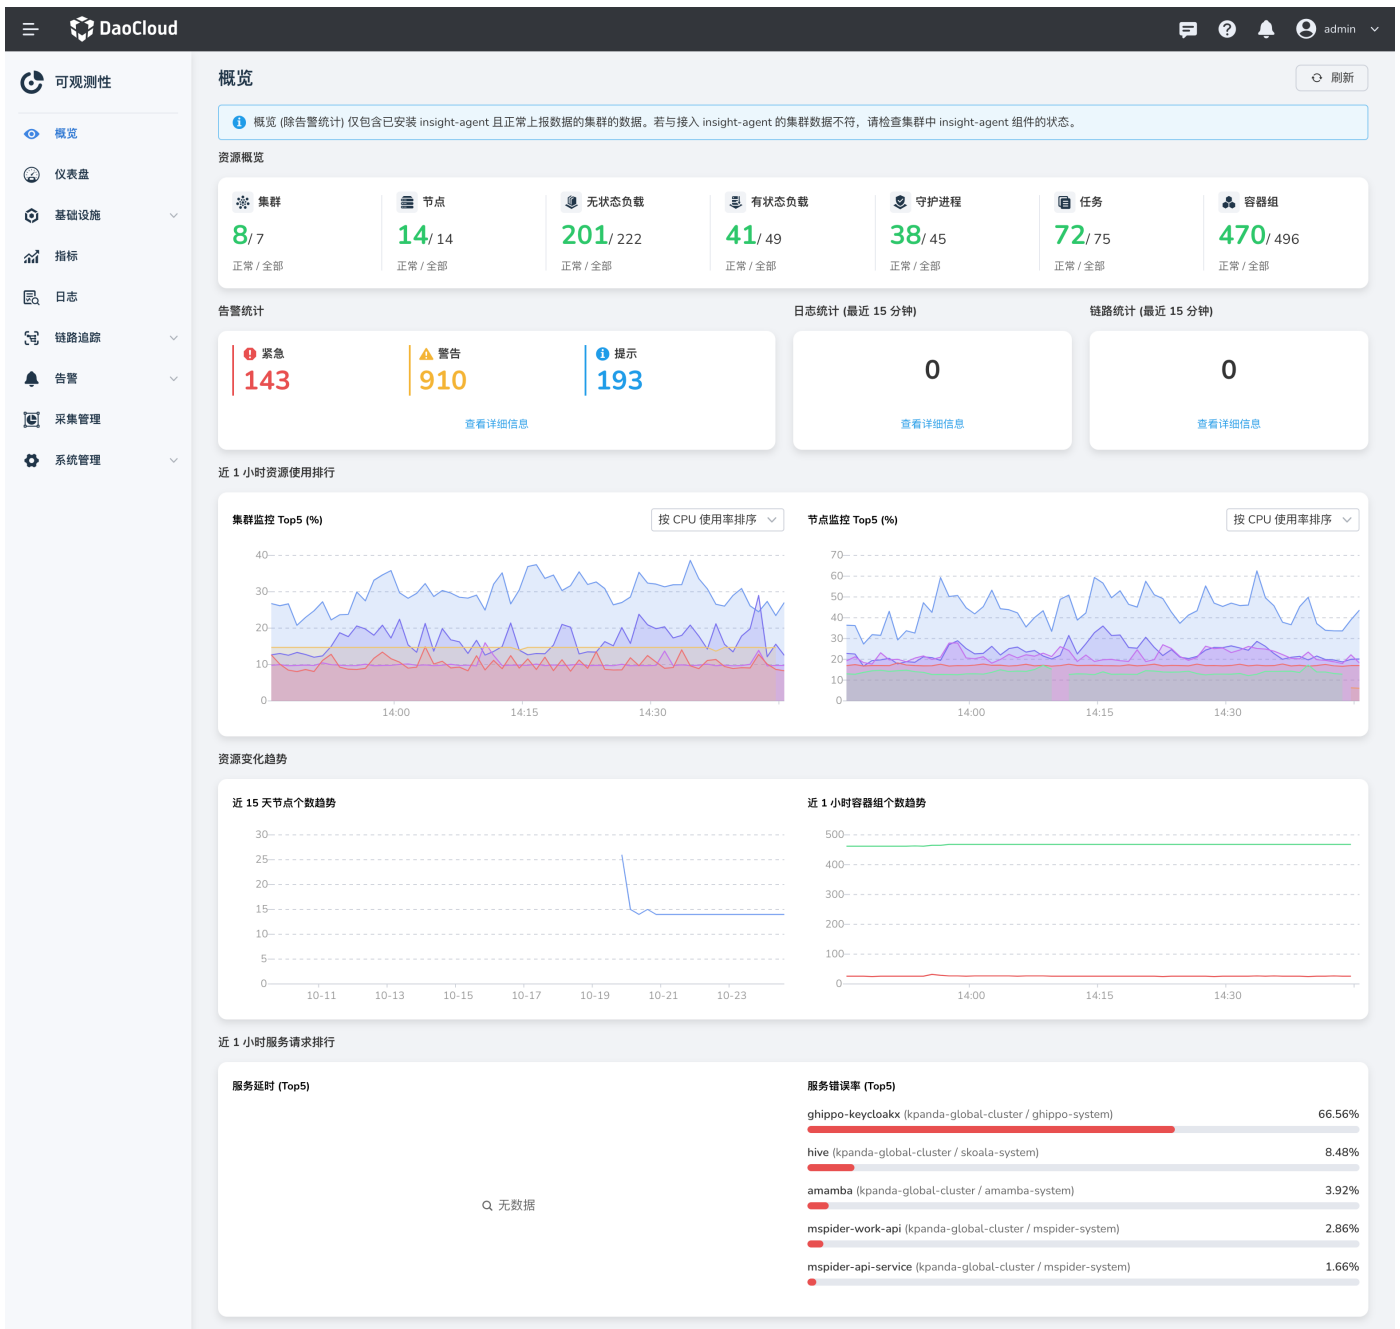 DaoCloud
admin
可观测性
概览
仪表盘
基础设施
指标
日志
链路追踪
告警
采集管理
系统管理
概览
刷新
概览 (除告警统计) 仅包含已安装 insight-agent 且正常上报数据的集群的数据。若与接入 insight-agent 的集群数据不符，请检查集群中 insight-agent 组件的状态。
资源概览
集群
8/ 7
正常 / 全部
节点
14/ 14
正常 / 全部
无状态负载
201/ 222
正常 / 全部
有状态负载
41/ 49
正常 / 全部
守护进程
38/ 45
正常 / 全部
任务
72/ 75
正常 / 全部
容器组
470/ 496
正常 / 全部
告警统计
紧急
143
警告
910
提示
193
查看详细信息
日志统计 (最近 15 分钟)
0
查看详细信息
链路统计 (最近 15 分钟)
0
查看详细信息
近 1 小时资源使用排行
集群监控 Top5 (%)
按 CPU 使用率排序
40
30
20
10
0
14:00 14:15 14:30
节点监控 Top5 (%)
按 CPU 使用率排序
70
60
50
40
30
20
10
0
14:00 14:15 14:30
资源变化趋势
近 15 天节点个数趋势
30
25
20
15
10
5
0
10-11 10-13 10-15 10-17 10-19 10-21 10-23
近 1 小时容器组个数趋势
500
400
300
200
100
0
14:00 14:15 14:30
近 1 小时服务请求排行
服务延时 (Top5)
无数据
服务错误率 (Top5)
ghippo-keycloakx (kpanda-global-cluster / ghippo-system) 66.56%
hive (kpanda-global-cluster / skoala-system) 8.48%
amamba (kpanda-global-cluster / amamba-system) 3.92%
mspider-work-api (kpanda-global-cluster / mspider-system) 2.86%
mspider-api-service (kpanda-global-cluster / mspider-system) 1.66%